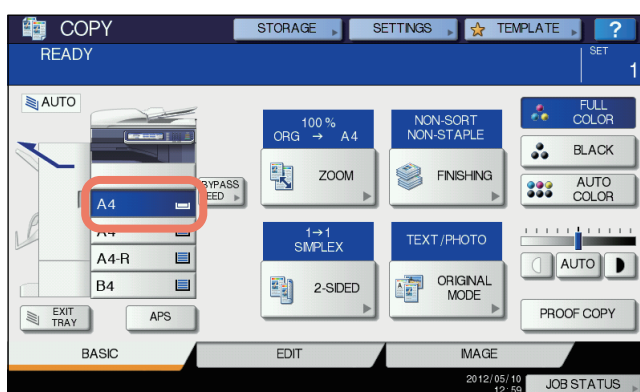 COPY
STORAGE
SETTINGS
TEMPLATE
?
READY
SET
1
AUTO
100 %
ORG → A4
ZOOM
NON-SORT
NON-STAPLE
FINISHING
FULL
COLOR
BLACK
AUTO
COLOR
BYPASS
FEED
A4
A4
A4-R
B4
1→1
SIMPLEX
2-SIDED
TEXT/PHOTO
ORIGINAL
MODE
AUTO
EXIT
TRAY
APS
PROOF COPY
BASIC
EDIT
IMAGE
2012/05/10
12:59
JOB STATUS